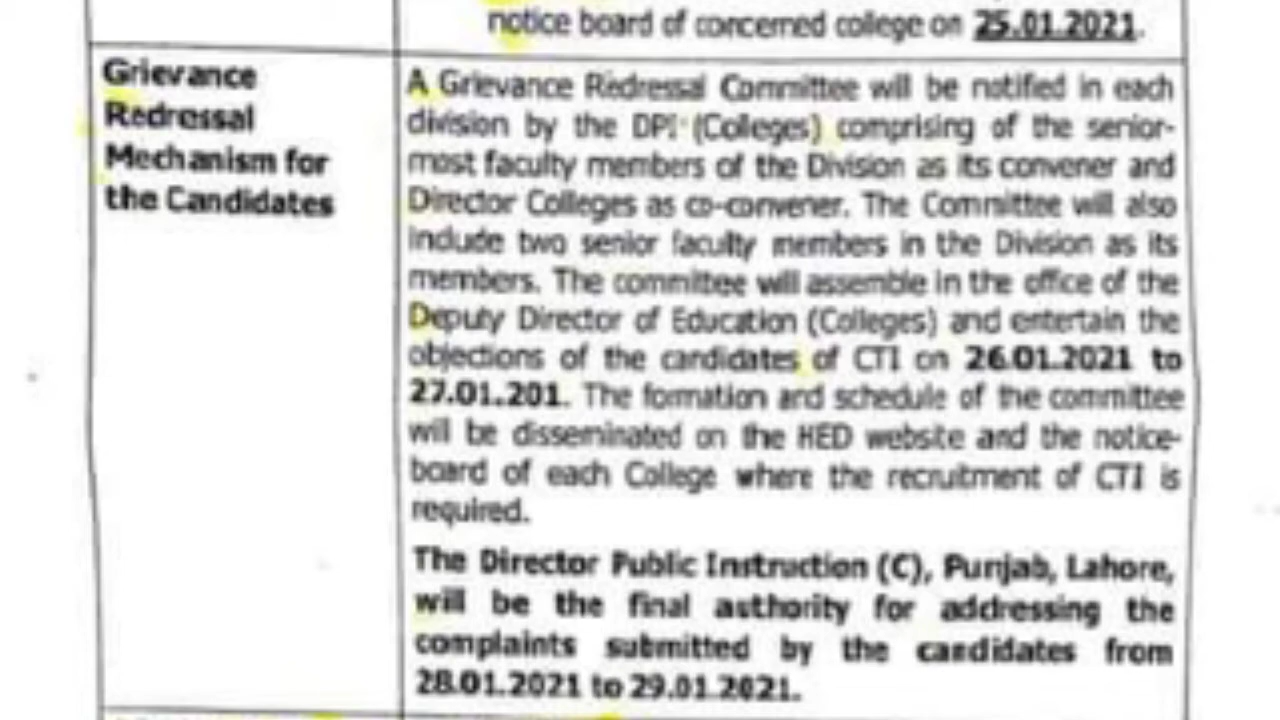 notice board of concerned college on 25.01.2021.
Grievance
Redressal
Mechanism for
the Candidates
A Grievance Redressal Committee will be notified in each
division by the DPI (Colleges) comprising of the senior-
most faculty members of the Division as its convener and
Director Colleges as co-convener. The Committee will also
include two senior faculty members in the Division as its
members. The committee will assemble in the office of the
Deputy Director of Education (Colleges) and entertain the
objections of the candidates of CTI on 26.01.2021 to
27.01.201. The formation and schedule of the committee
will be disseminated on the HED website and the notice-
board of each College where the recruitment of CTI is
required.
The Director Public Instruction (C), Punjab, Lahore,
will be the final authority for addressing the
complaints submitted by the candidates from
28.01.2021 to 29.01.2021.